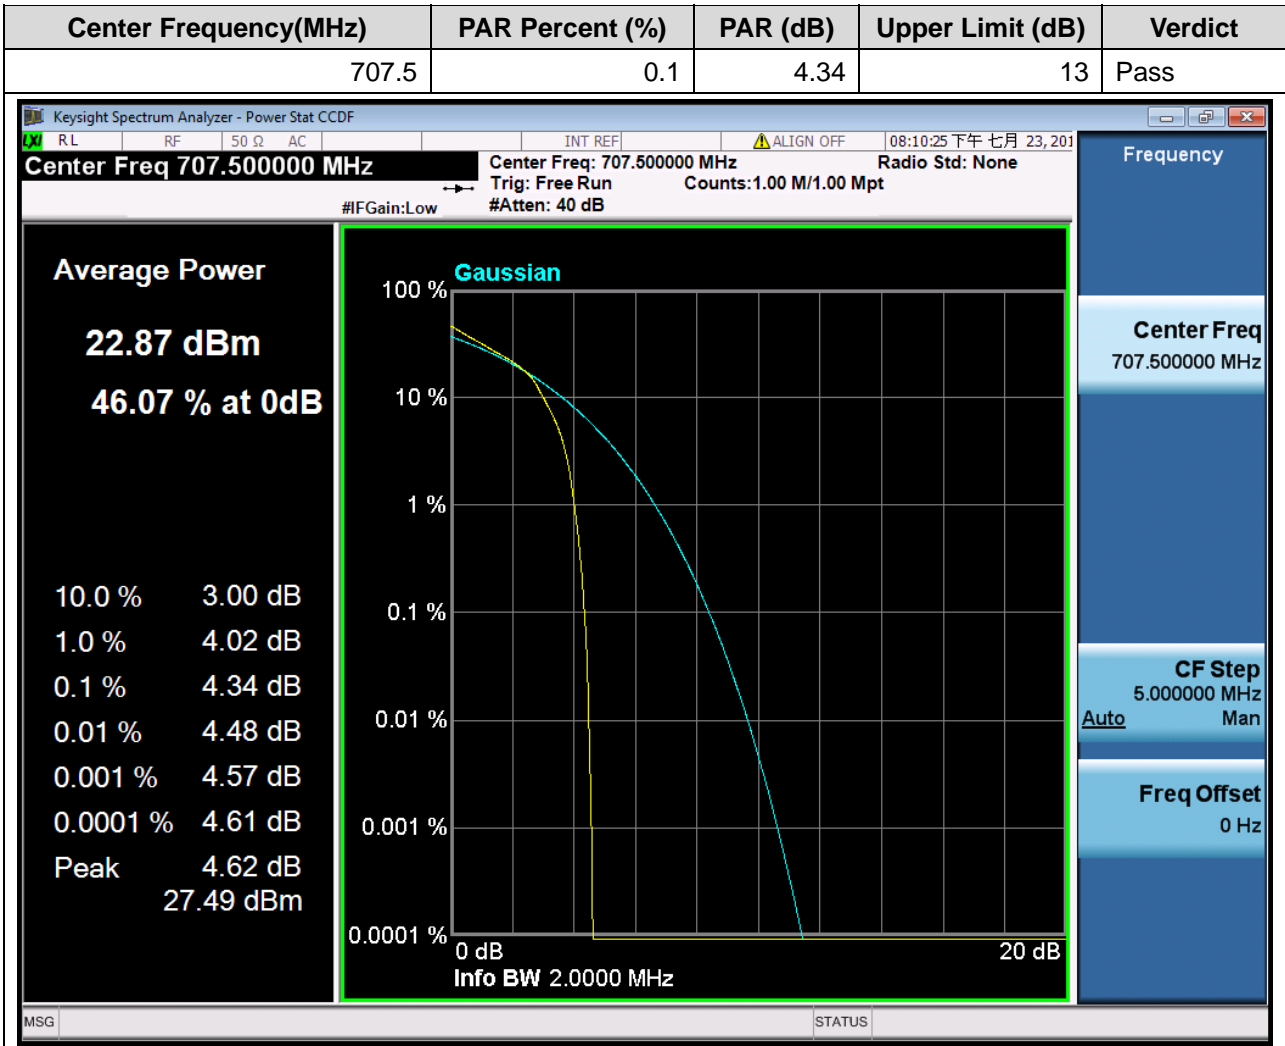 Center Frequency(MHz) PAR Percent (%) PAR (dB) Upper Limit (dB) Verdict
707.5 0.1 4.34 13 Pass
Keysight Spectrum Analyzer - Power Stat CCDF
LXI RL RF 50 Ω AC INT REF ALIGN OFF 08:10:25 下午 七月 23, 201
Center Freq 707.500000 MHz
Center Freq: 707.500000 MHz Radio Std: None
Trig: Free Run Counts:1.00 M/1.00 Mpt
#IFGain:Low #Atten: 40 dB
Average Power
22.87 dBm
46.07 % at 0dB
10.0 % 3.00 dB
1.0 % 4.02 dB
0.1 % 4.34 dB
0.01 % 4.48 dB
0.001 % 4.57 dB
0.0001 % 4.61 dB
Peak 4.62 dB
27.49 dBm
Gaussian
100 %
10 %
1 %
0.1 %
0.01 %
0.001 %
0.0001 %
0 dB 20 dB
Info BW 2.0000 MHz
Frequency
Center Freq
707.500000 MHz
CF Step
5.000000 MHz
Auto Man
Freq Offset
0 Hz
MSG STATUS